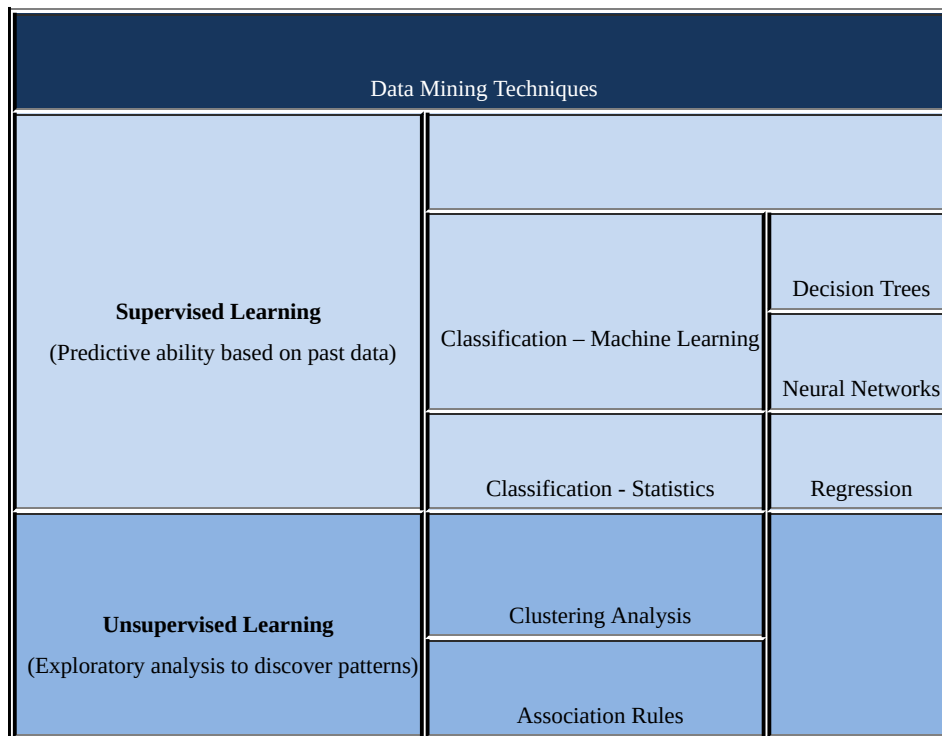 Data Mining Techniques
Supervised Learning
(Predictive ability based on past data)
Classification – Machine Learning
Decision Trees
Neural Networks
Classification - Statistics
Regression
Unsupervised Learning
(Exploratory analysis to discover patterns)
Clustering Analysis
Association Rules